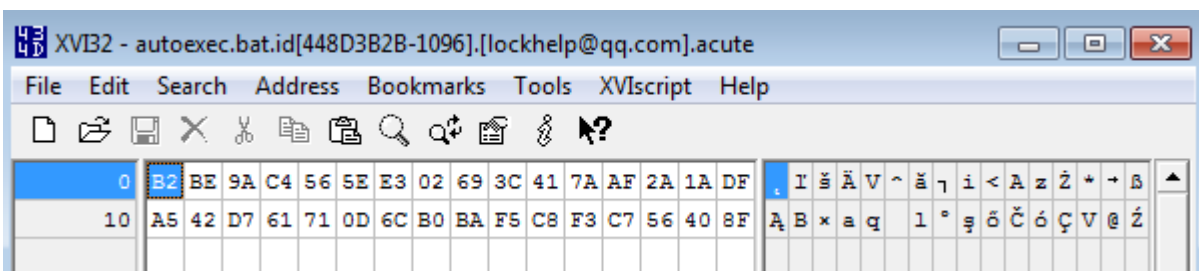 XVI32 - autoexec.bat.id[448D3B2B-1096].[lockhelp@qq.com].acute
File Edit Search Address Bookmarks Tools XVIscript Help
0 B2 BE 9A C4 56 5E E3 02 69 3C 41 7A AF 2A 1A DF ˛ ľ š Ä V ^ ă ┐ i < A z Ż * → ß
10 A5 42 D7 61 71 0D 6C B0 BA F5 C8 F3 C7 56 40 8F Ą B × a q l ° ş ő Č ó Ç V @ Ź